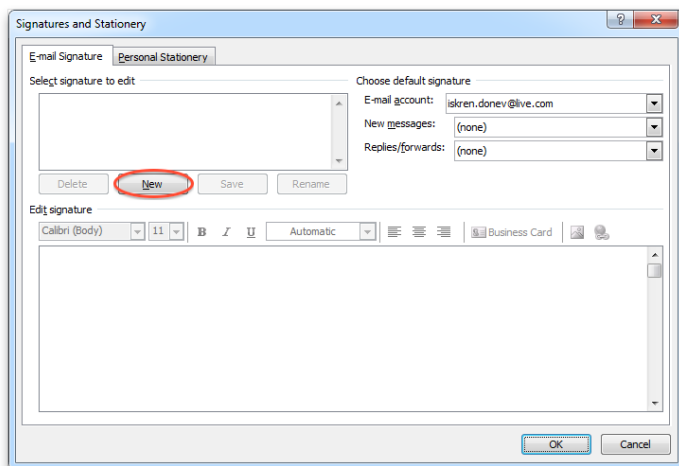 Signatures and Stationery
E-mail Signature Personal Stationery
Select signature to edit Choose default signature
E-mail account: iskren.donev@live.com
New messages: (none)
Replies/forwards: (none)
Delete New Save Rename
Edit signature
Calibri (Body) 11 B I U Automatic Business Card
OK Cancel